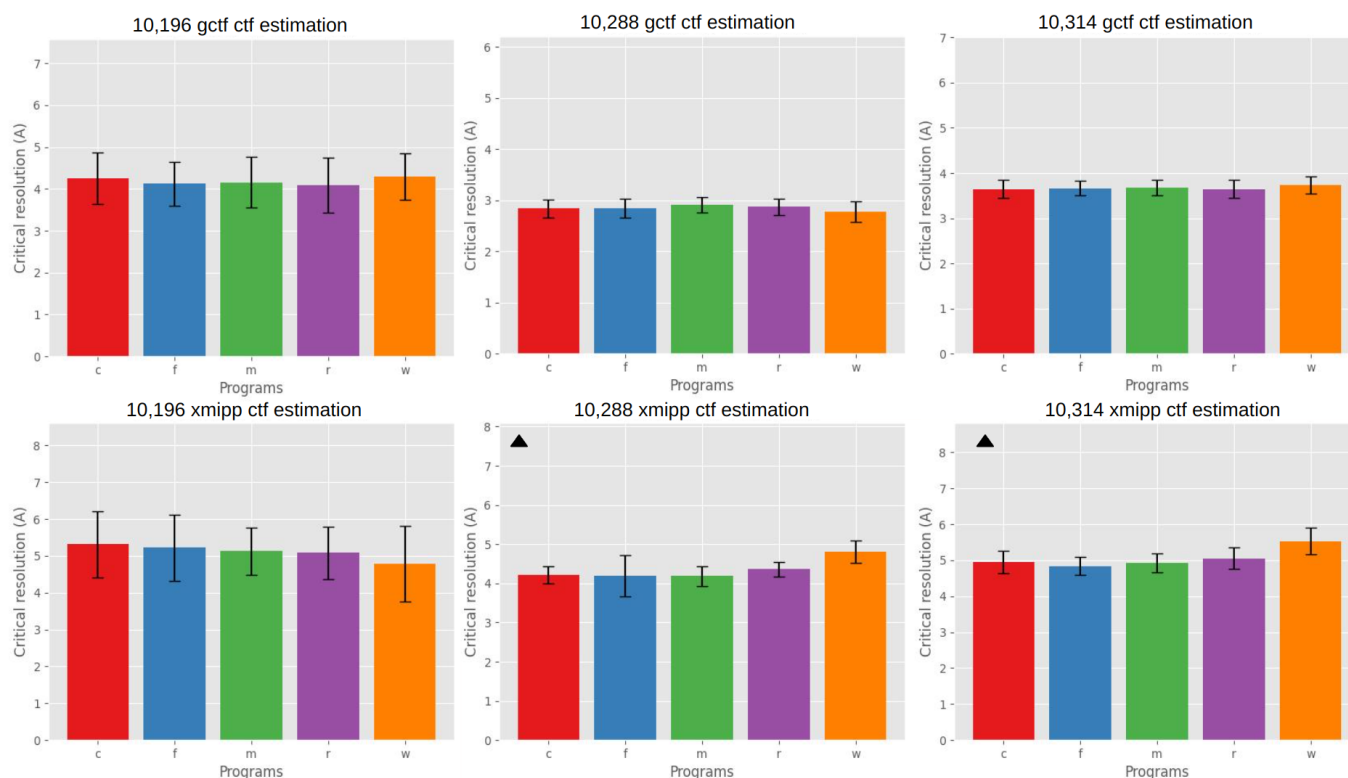 10,196 gctf ctf estimation
Critical resolution (A)
7
6
5
4
3
2
1
0
c f m r w
Programs
10,288 gctf ctf estimation
Critical resolution (A)
6
5
4
3
2
1
0
c f m r w
Programs
10,314 gctf ctf estimation
Critical resolution (A)
7
6
5
4
3
2
1
0
c f m r w
Programs
10,196 xmipp ctf estimation
Critical resolution (A)
8
7
6
5
4
3
2
1
0
c f m r w
Programs
10,288 xmipp ctf estimation
Critical resolution (A)
8
7
6
5
4
3
2
1
0
c f m r w
Programs
10,314 xmipp ctf estimation
Critical resolution (A)
8
7
6
5
4
3
2
1
0
c f m r w
Programs